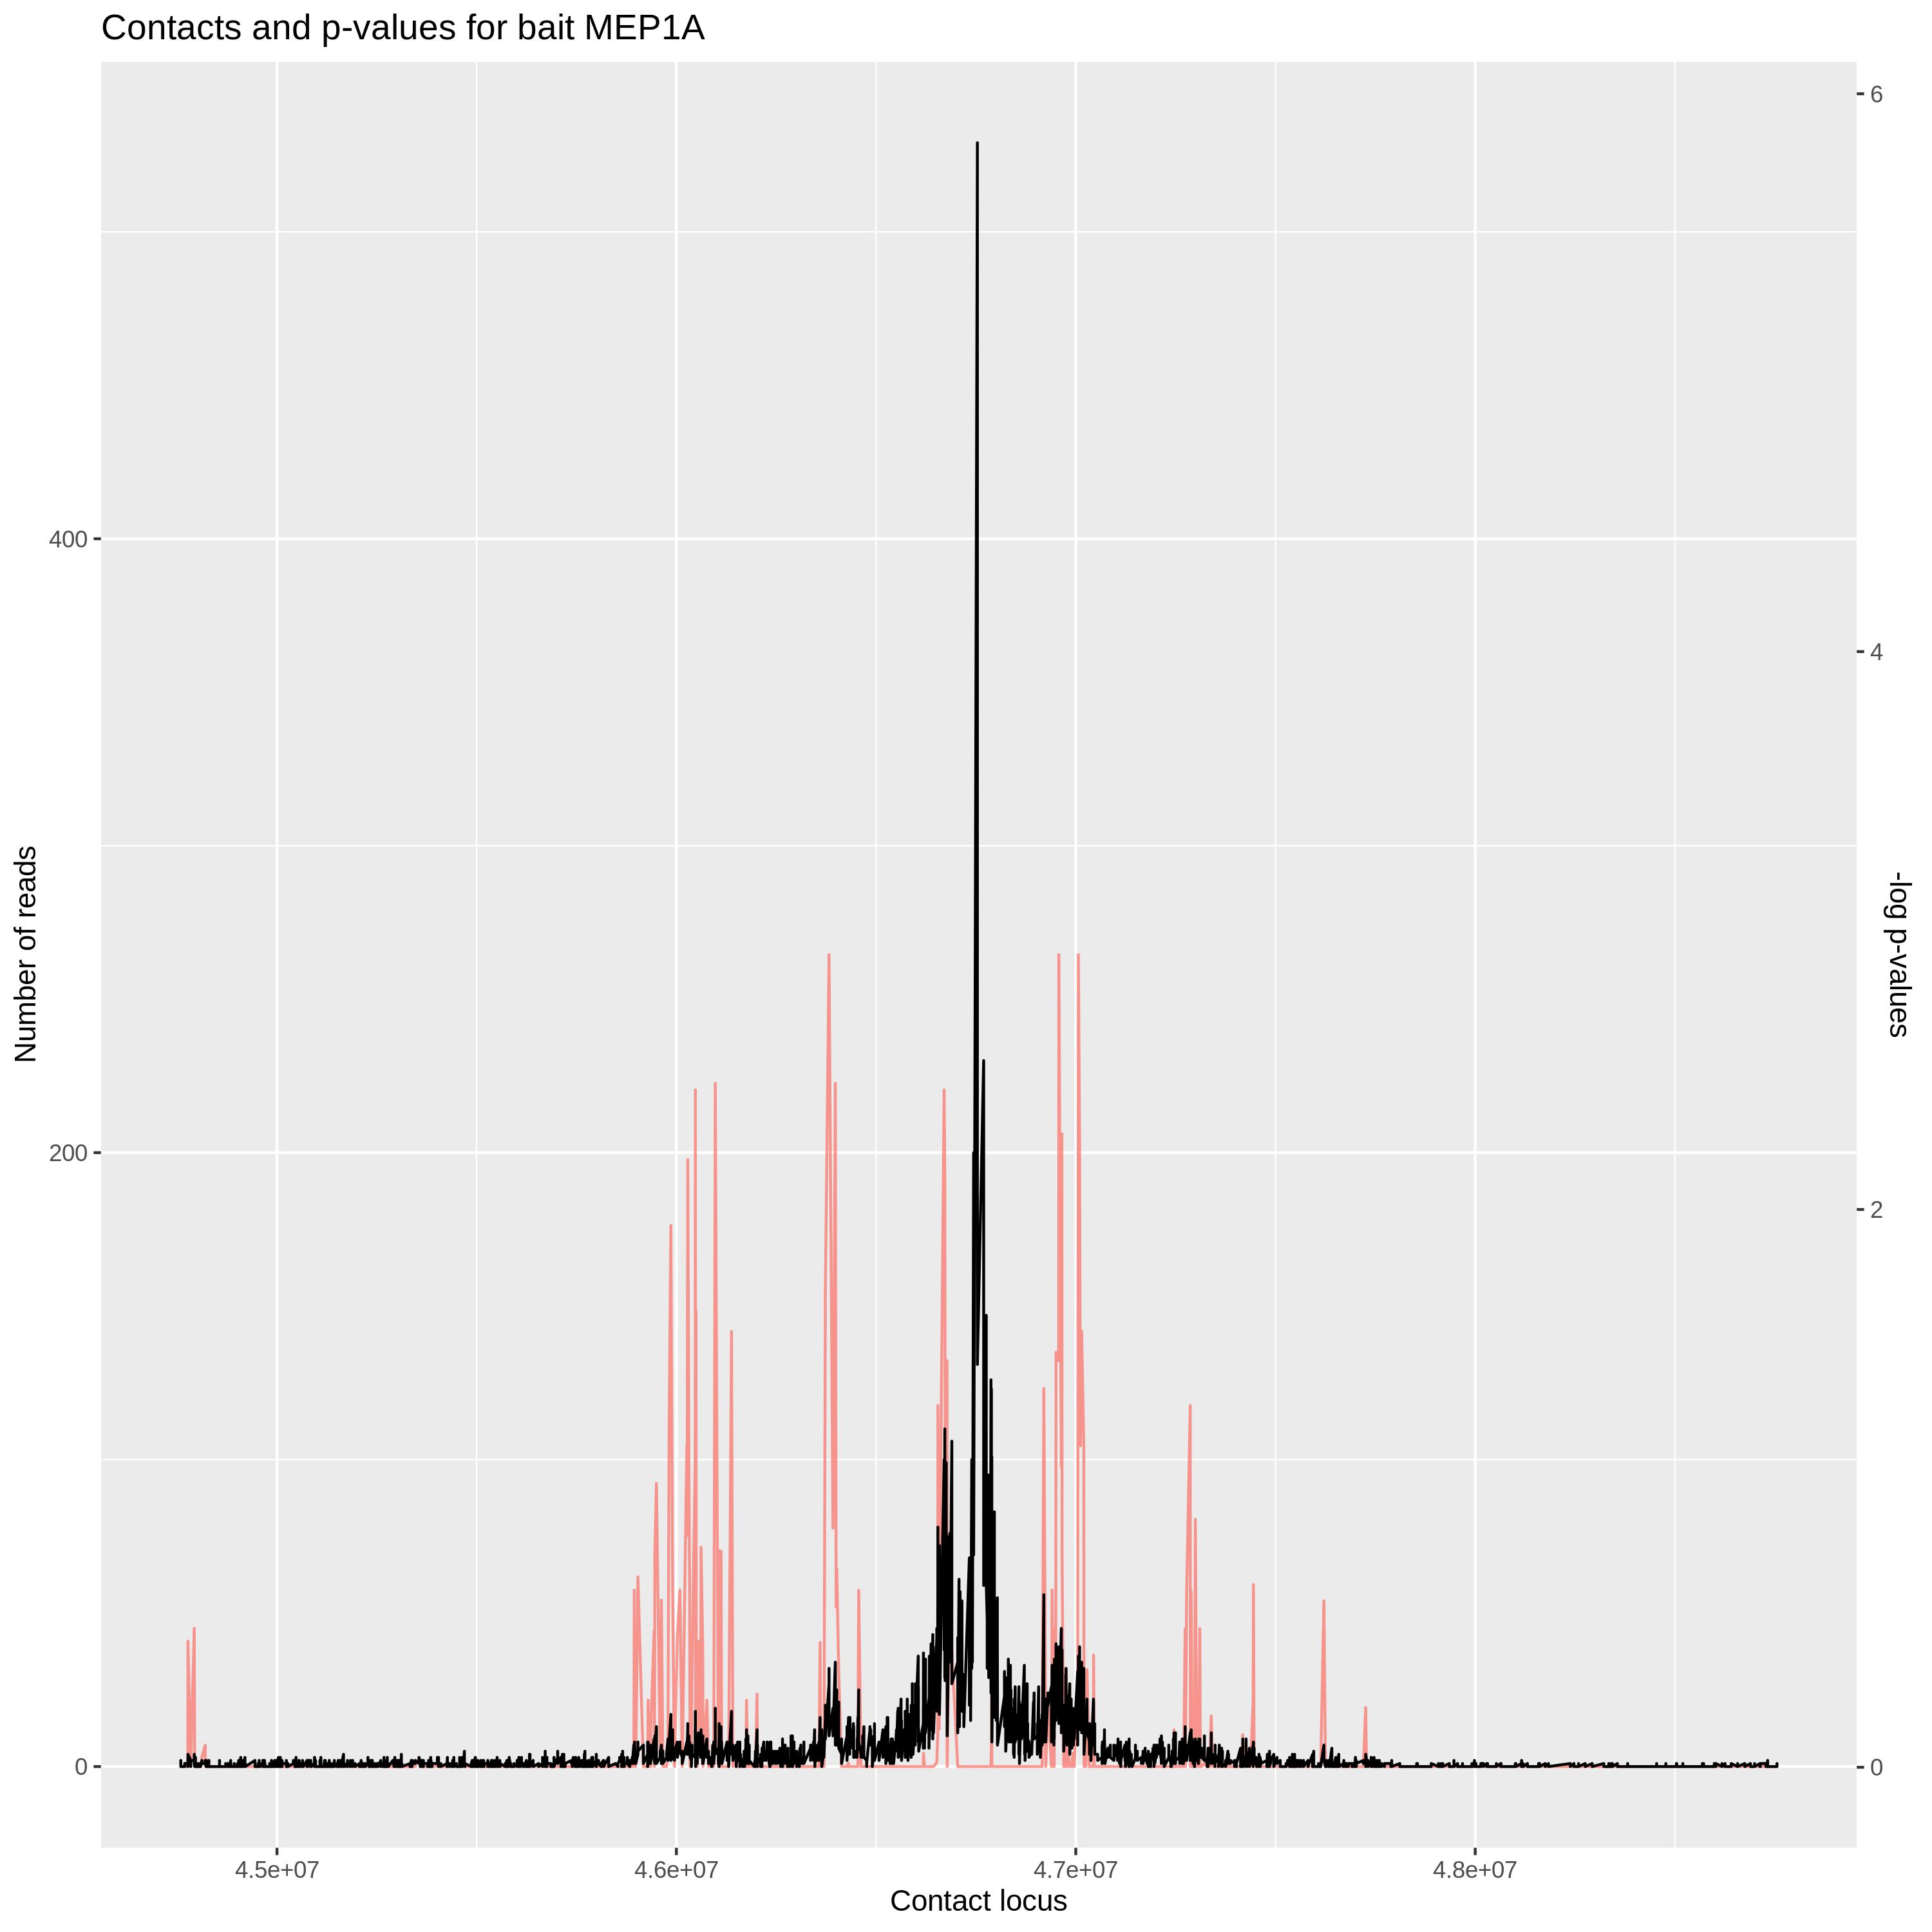 Contacts and p-values for bait MEP1A
6
400
4
Number of reads
-log p-values
200
2
0
0
4.5e+07
4.6e+07
4.7e+07
4.8e+07
Contact locus